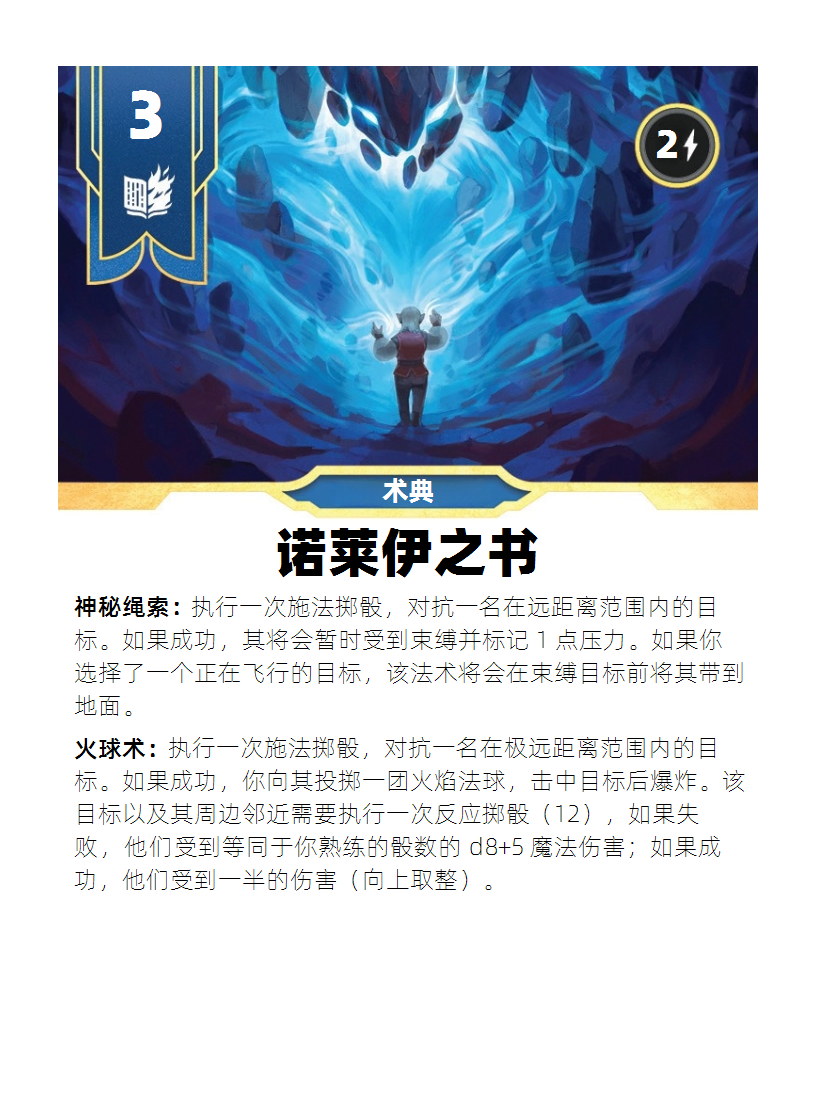 3
2
术典
诺莱伊之书
神秘绳索：执行一次施法掷骰，对抗一名在远距离范围内的目
标。如果成功，其将会暂时受到束缚并标记 1 点压力。如果你
选择了一个正在飞行的目标，该法术将会在束缚目标前将其带到
地面。
火球术：执行一次施法掷骰，对抗一名在极远距离范围内的目
标。如果成功，你向其投掷一团火焰法球，击中目标后爆炸。该
目标以及其周边邻近需要执行一次反应掷骰（12），如果失
败，他们受到等同于你熟练的骰数的 d8+5 魔法伤害；如果成
功，他们受到一半的伤害（向上取整）。